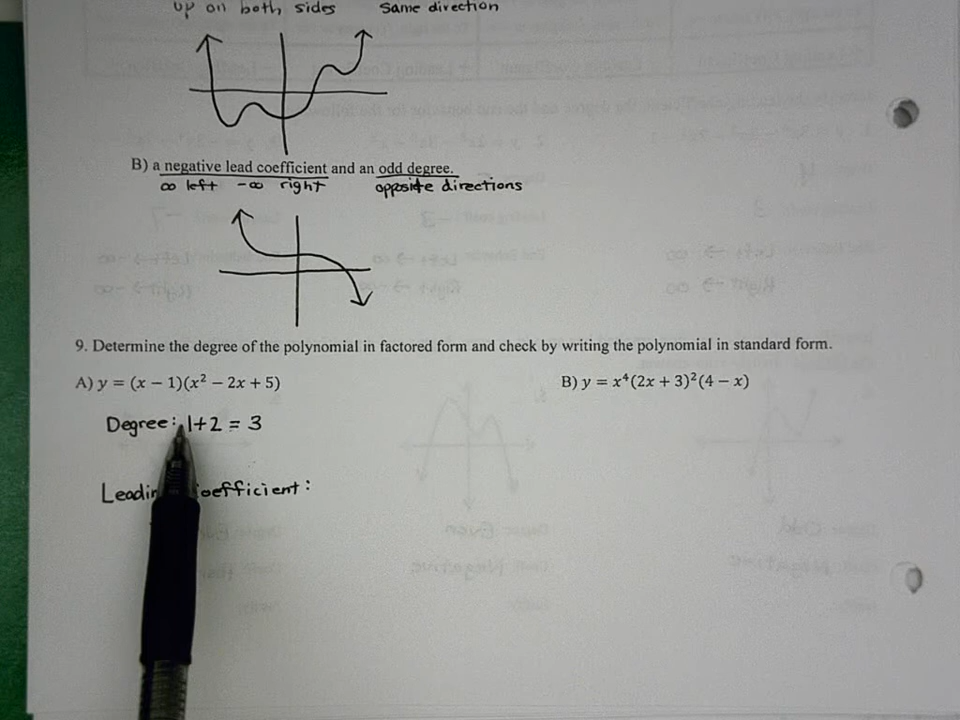 up on both sides same direction
B) a negative lead coefficient and an odd degree.
∞ left -∞ right opposite directions
9. Determine the degree of the polynomial in factored form and check by writing the polynomial in standard form.
A) y = (x − 1)(x² − 2x + 5) B) y = x⁴(2x + 3)²(4 − x)
Degree: 1+2 = 3
Leading Coefficient: